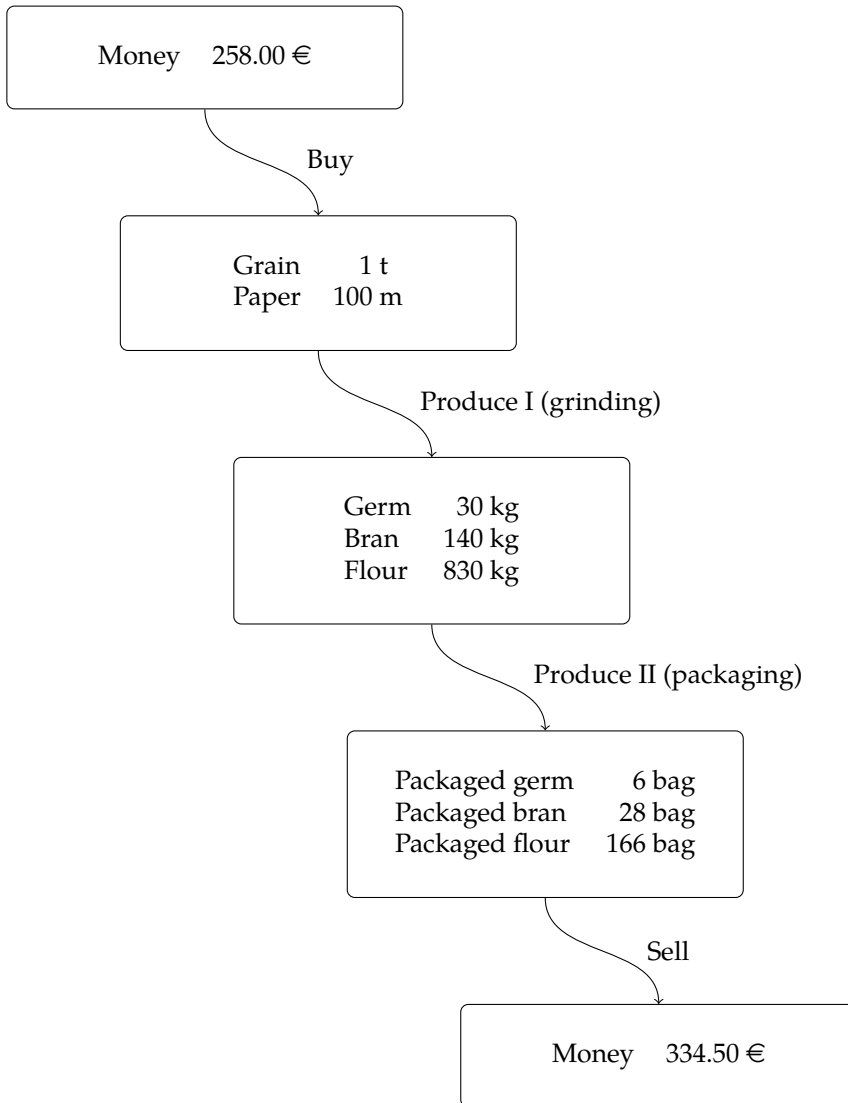 Money 258.00 €
Buy
Grain 1 t
Paper 100 m
Produce I (grinding)
Germ 30 kg
Bran 140 kg
Flour 830 kg
Produce II (packaging)
Packaged germ 6 bag
Packaged bran 28 bag
Packaged flour 166 bag
Sell
Money 334.50 €